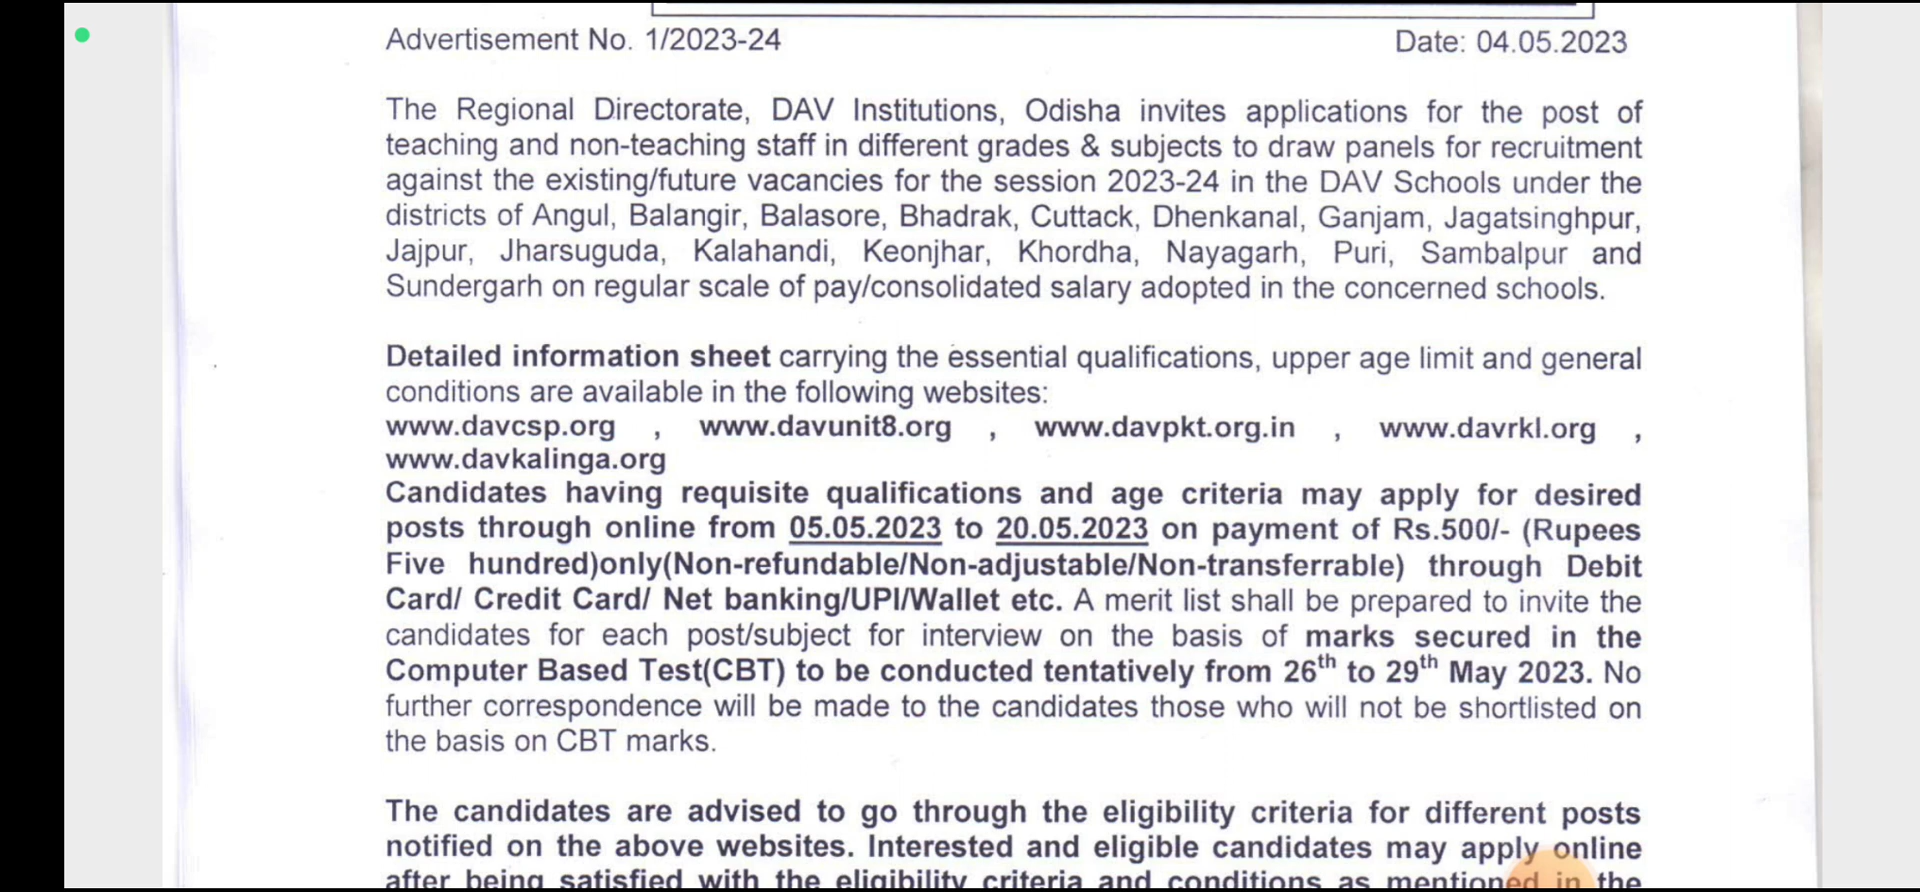 Advertisement No. 1/2023-24 Date: 04.05.2023
The Regional Directorate, DAV Institutions, Odisha invites applications for the post of
teaching and non-teaching staff in different grades & subjects to draw panels for recruitment
against the existing/future vacancies for the session 2023-24 in the DAV Schools under the
districts of Angul, Balangir, Balasore, Bhadrak, Cuttack, Dhenkanal, Ganjam, Jagatsinghpur,
Jajpur, Jharsuguda, Kalahandi, Keonjhar, Khordha, Nayagarh, Puri, Sambalpur and
Sundergarh on regular scale of pay/consolidated salary adopted in the concerned schools.
Detailed information sheet carrying the essential qualifications, upper age limit and general
conditions are available in the following websites:
www.davcsp.org , www.davunit8.org , www.davpkt.org.in , www.davrkl.org ,
www.davkalinga.org
Candidates having requisite qualifications and age criteria may apply for desired
posts through online from 05.05.2023 to 20.05.2023 on payment of Rs.500/- (Rupees
Five hundred)only(Non-refundable/Non-adjustable/Non-transferrable) through Debit
Card/ Credit Card/ Net banking/UPI/Wallet etc. A merit list shall be prepared to invite the
candidates for each post/subject for interview on the basis of marks secured in the
Computer Based Test(CBT) to be conducted tentatively from 26th to 29th May 2023. No
further correspondence will be made to the candidates those who will not be shortlisted on
the basis on CBT marks.
The candidates are advised to go through the eligibility criteria for different posts
notified on the above websites. Interested and eligible candidates may apply online
after being satisfied with the eligibility criteria and conditions as mentioned in the